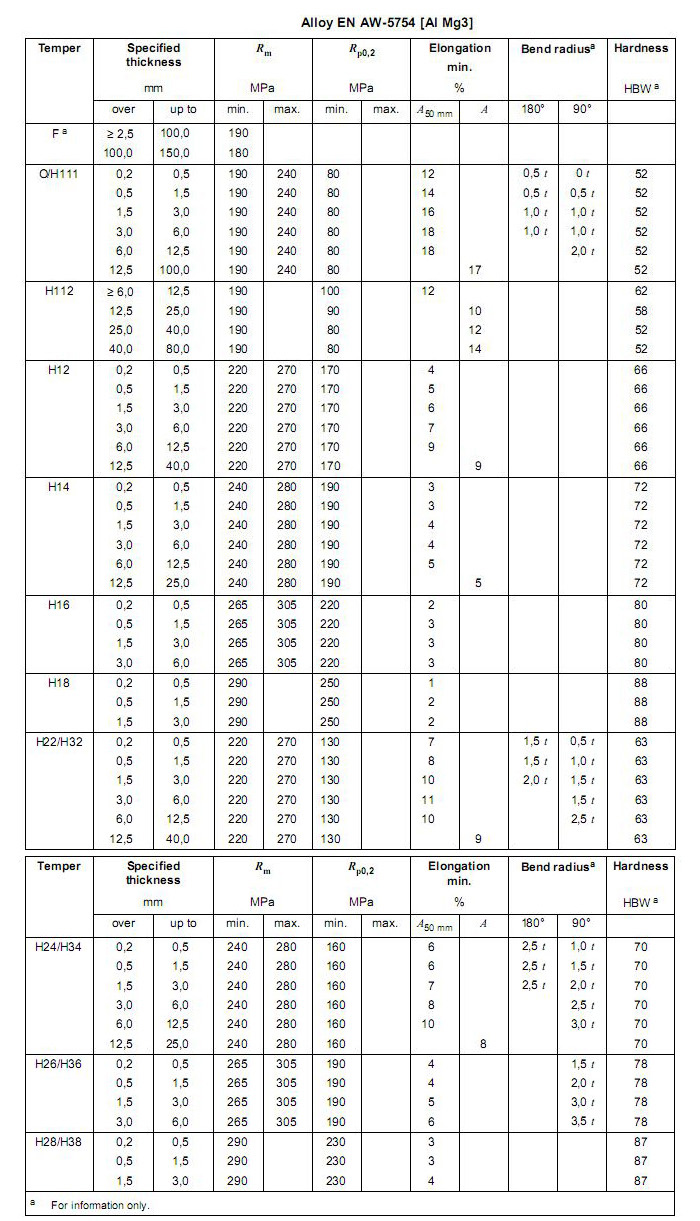 Alloy EN AW-5754 [Al Mg3]
Temper Specified thickness Rm Rp0,2 Elongation min. Bend radiusᵃ Hardness
mm MPa MPa % HBW ᵃ
over up to min. max. min. max. A50 mm A 180° 90°
F ᵃ ≥ 2,5 100,0 190
100,0 150,0 180
O/H111 0,2 0,5 190 240 80 12 0,5 t 0 t 52
0,5 1,5 190 240 80 14 0,5 t 0,5 t 52
1,5 3,0 190 240 80 16 1,0 t 1,0 t 52
3,0 6,0 190 240 80 18 1,0 t 1,0 t 52
6,0 12,5 190 240 80 18 2,0 t 52
12,5 100,0 190 240 80 17 52
H112 ≥ 6,0 12,5 190 100 12 62
12,5 25,0 190 90 10 58
25,0 40,0 190 80 12 52
40,0 80,0 190 80 14 52
H12 0,2 0,5 220 270 170 4 66
0,5 1,5 220 270 170 5 66
1,5 3,0 220 270 170 6 66
3,0 6,0 220 270 170 7 66
6,0 12,5 220 270 170 9 66
12,5 40,0 220 270 170 9 66
H14 0,2 0,5 240 280 190 3 72
0,5 1,5 240 280 190 3 72
1,5 3,0 240 280 190 4 72
3,0 6,0 240 280 190 4 72
6,0 12,5 240 280 190 5 72
12,5 25,0 240 280 190 5 72
H16 0,2 0,5 265 305 220 2 80
0,5 1,5 265 305 220 3 80
1,5 3,0 265 305 220 3 80
3,0 6,0 265 305 220 3 80
H18 0,2 0,5 290 250 1 88
0,5 1,5 290 250 2 88
1,5 3,0 290 250 2 88
H22/H32 0,2 0,5 220 270 130 7 1,5 t 0,5 t 63
0,5 1,5 220 270 130 8 1,5 t 1,0 t 63
1,5 3,0 220 270 130 10 2,0 t 1,5 t 63
3,0 6,0 220 270 130 11 1,5 t 63
6,0 12,5 220 270 130 10 2,5 t 63
12,5 40,0 220 270 130 9 63
Temper Specified thickness Rm Rp0,2 Elongation min. Bend radiusᵃ Hardness
mm MPa MPa % HBW ᵃ
over up to min. max. min. max. A50 mm A 180° 90°
H24/H34 0,2 0,5 240 280 160 6 2,5 t 1,0 t 70
0,5 1,5 240 280 160 6 2,5 t 1,5 t 70
1,5 3,0 240 280 160 7 2,5 t 2,0 t 70
3,0 6,0 240 280 160 8 2,5 t 70
6,0 12,5 240 280 160 10 3,0 t 70
12,5 25,0 240 280 160 8 70
H26/H36 0,2 0,5 265 305 190 4 1,5 t 78
0,5 1,5 265 305 190 4 2,0 t 78
1,5 3,0 265 305 190 5 3,0 t 78
3,0 6,0 265 305 190 6 3,5 t 78
H28/H38 0,2 0,5 290 230 3 87
0,5 1,5 290 230 3 87
1,5 3,0 290 230 4 87
ᵃ For information only.